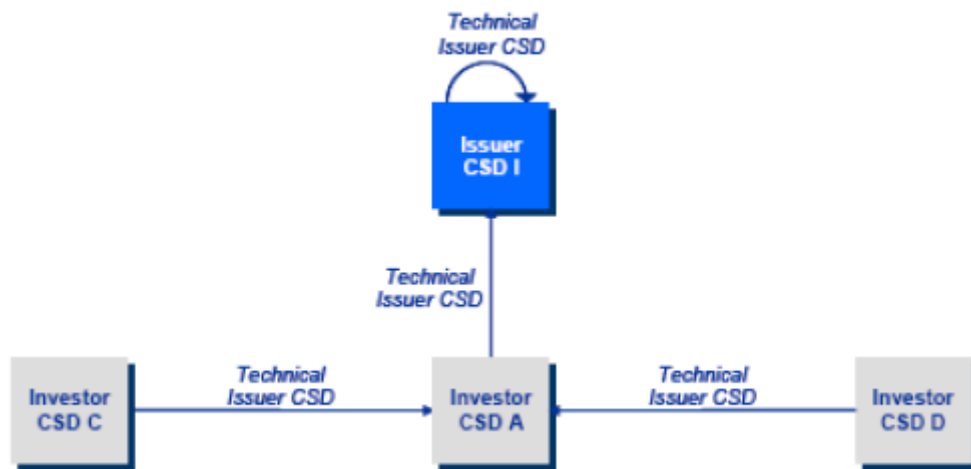 Technical
Issuer CSD
Issuer
CSD I
Technical
Issuer CSD
Investor
CSD C
Technical
Issuer CSD
Investor
CSD A
Technical
Issuer CSD
Investor
CSD D